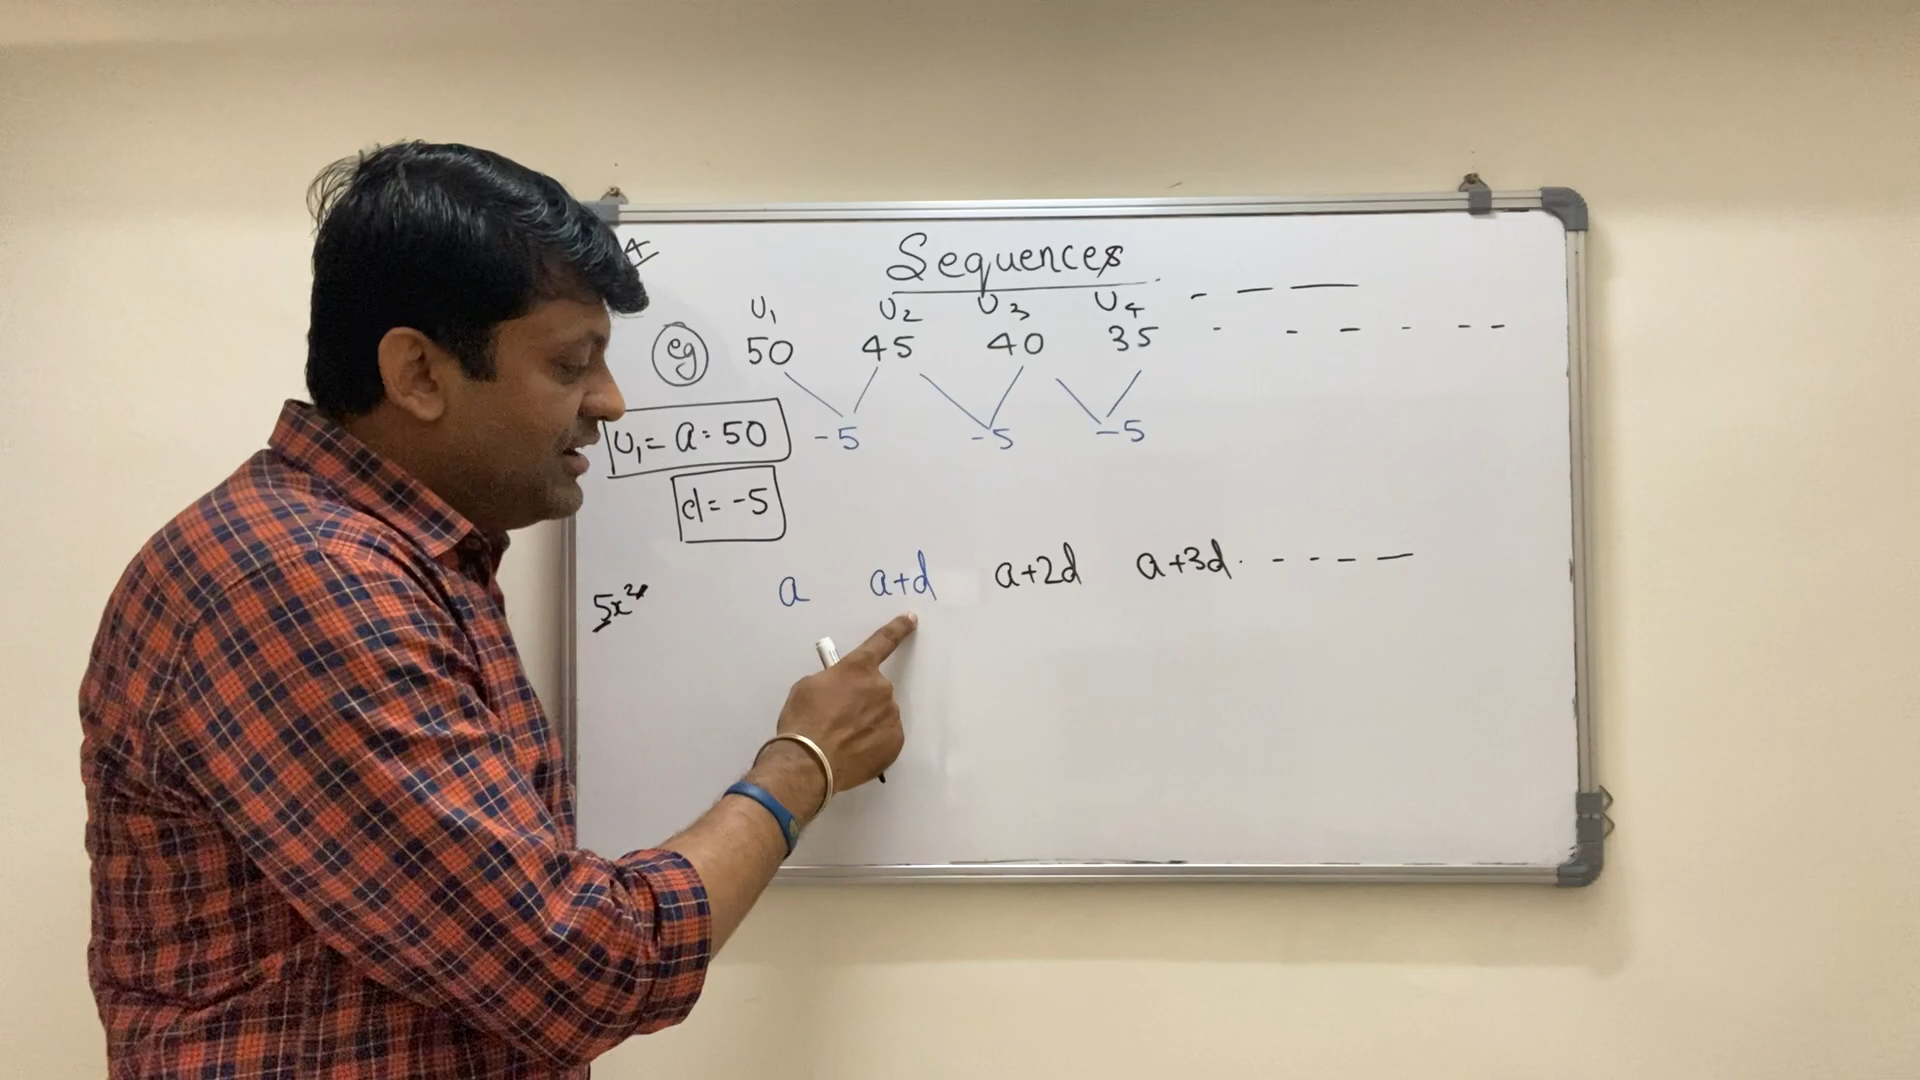 Sequences
U₁ U₂ U₃ U₄ - — —
eg 50 45 40 35 - - - - - -
U₁ = a = 50 -5 -5 -5
d = -5
a a+d a+2d a+3d . - - - —